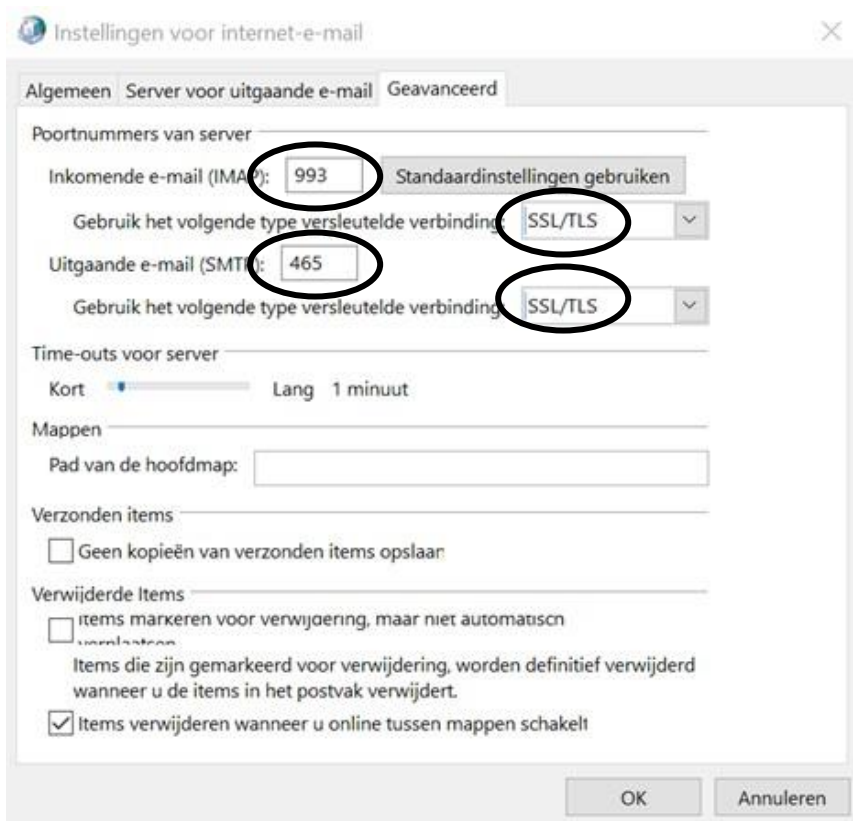 Instellingen voor internet-e-mail
Algemeen Server voor uitgaande e-mail Geavanceerd
Poortnummers van server
Inkomende e-mail (IMAP): 993 Standaardinstellingen gebruiken
Gebruik het volgende type versleutelde verbinding: SSL/TLS
Uitgaande e-mail (SMTP): 465
Gebruik het volgende type versleutelde verbinding SSL/TLS
Time-outs voor server
Kort Lang 1 minuut
Mappen
Pad van de hoofdmap:
Verzonden items
Geen kopieën van verzonden items opslaan
Verwijderde Items
Items markeren voor verwijdering, maar niet automatisch
verplaatsen
Items die zijn gemarkeerd voor verwijdering, worden definitief verwijderd
wanneer u de items in het postvak verwijdert.
Items verwijderen wanneer u online tussen mappen schakelt
OK Annuleren